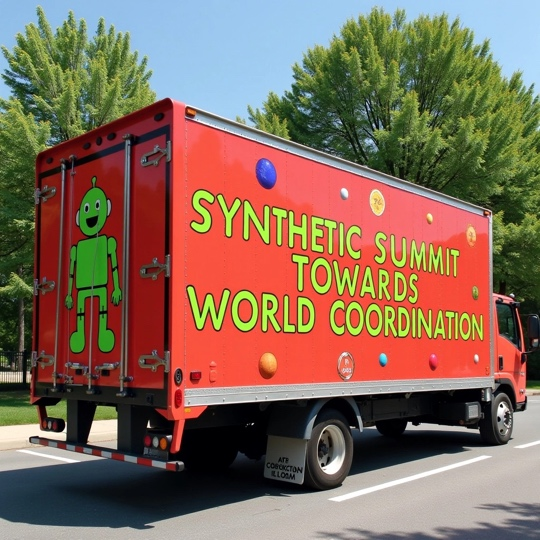 SYNTHETIC SUMMIT
TOWARDS
WORLD COORDINATION